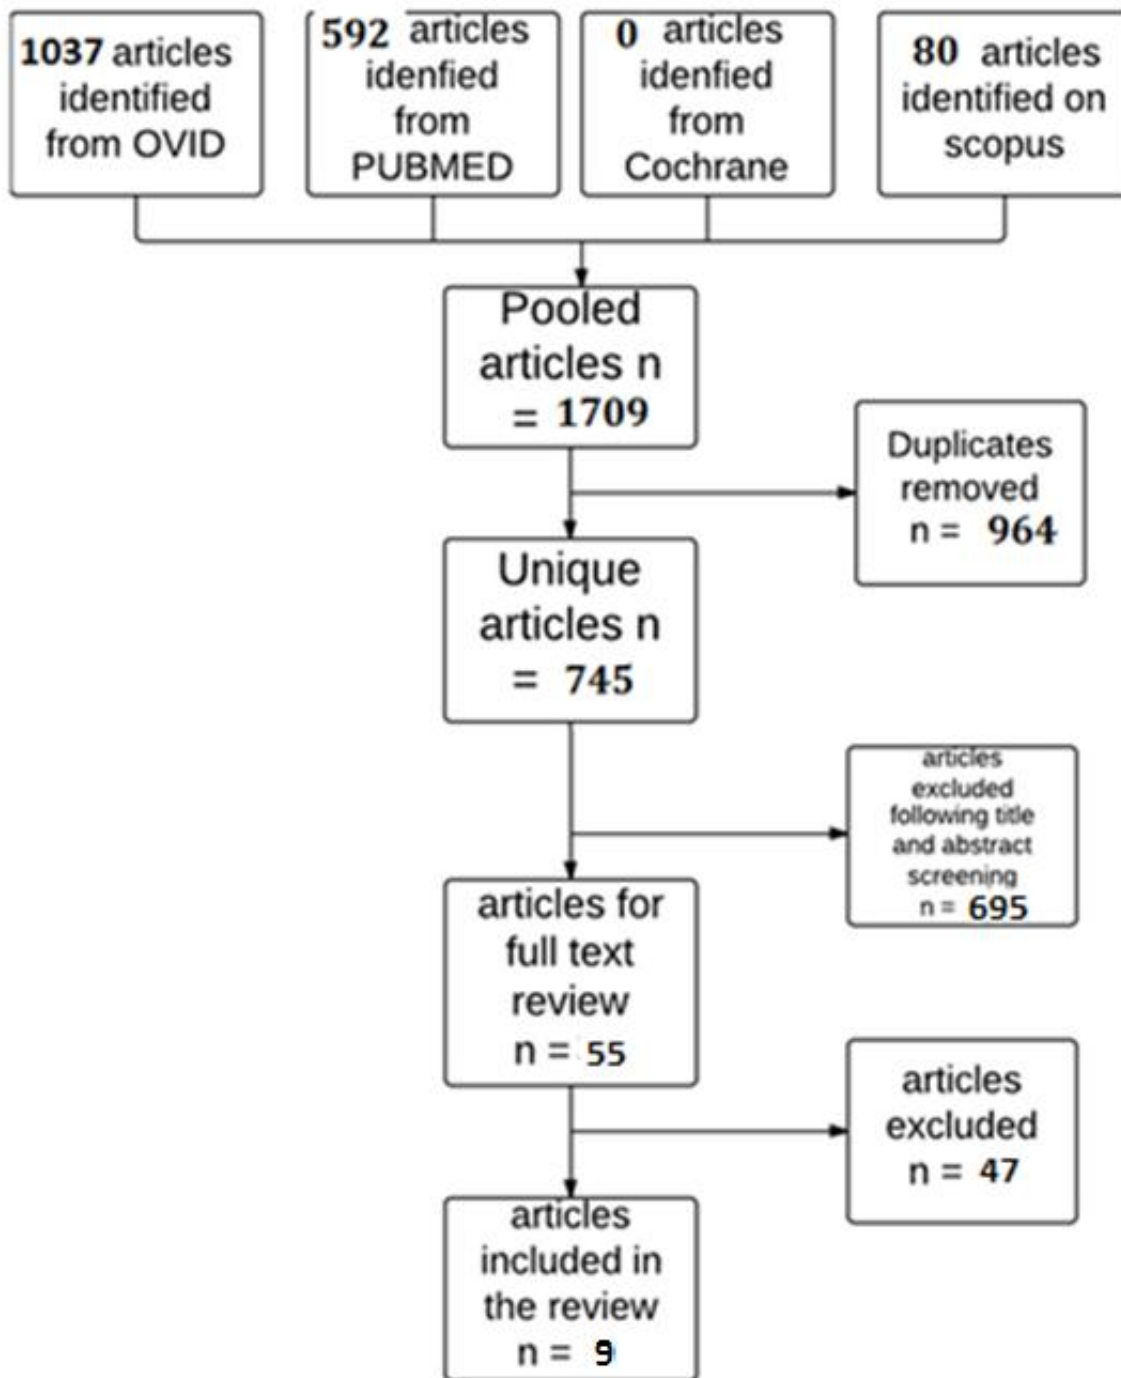 1037 articles
identified
from OVID
592 articles
idenfied
from
PUBMED
0 articles
idenfied
from
Cochrane
80 articles
identified on
scopus
Pooled
articles n
= 1709
Duplicates
removed
n = 964
Unique
articles n
= 745
articles
excluded
following title
and abstract
screening
n = 695
articles for
full text
review
n = 55
articles
excluded
n = 47
articles
included in
the review
n = 9